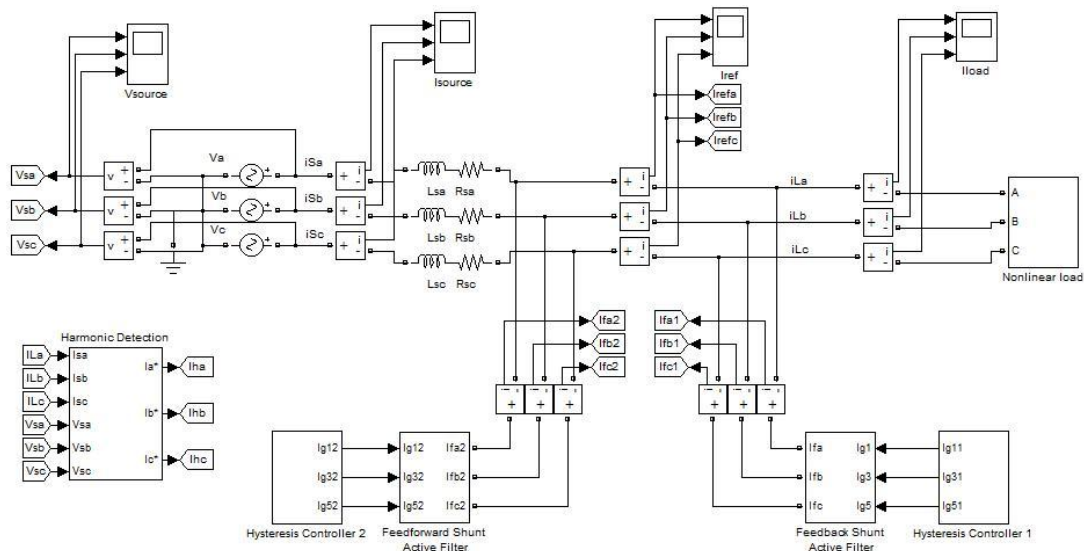 Vsource
Isource
Iref
Iload
Irefa
Irefb
Irefc
Vsa
Vsb
Vsc
v + -
v + -
v + -
Va
Vb
Vc
iSa
iSb
iSc
+ i -
+ i -
+ i -
Lsa Rsa
Lsb Rsb
Lsc Rsc
+ i -
+ i -
+ i -
iLa
iLb
iLc
+ i -
+ i -
+ i -
A
B
C
Nonlinear load
Ifa2
Ifb2
Ifc2
Ifa1
Ifb1
Ifc1
i - +
i - +
i - +
i - +
i - +
i - +
Harmonic Detection
ILa Isa
ILb Isb
ILc Isc
Vsa Vsa
Vsb Vsb
Vsc Vsc
Ia* Iha
Ib* Ihb
Ic* Ihc
Ig12 Ig12 Ifa2
Ig32 Ig32 Ifb2
Ig52 Ig52 Ifc2
Hysteresis Controller 2
Feedforward Shunt
Active Filter
Ifa Ig1 Ig11
Ifb Ig3 Ig31
Ifc Ig5 Ig51
Feedback Shunt
Active Filter
Hysteresis Controller 1